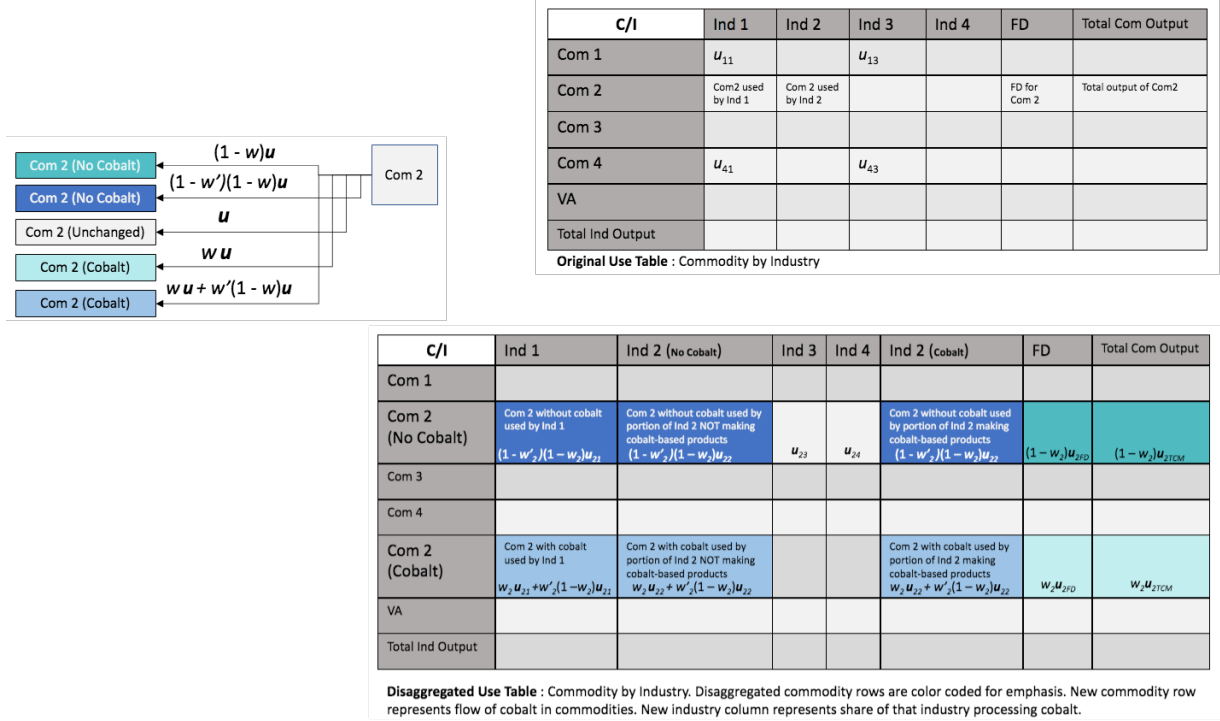 C/I Ind 1 Ind 2 Ind 3 Ind 4 FD Total Com Output
Com 1 u11 u13
Com 2 Com2 used by Ind 1 Com 2 used by Ind 2 FD for Com 2 Total output of Com2
Com 3
Com 4 u41 u43
VA
Total Ind Output
Original Use Table : Commodity by Industry
Com 2
Com 2 (No Cobalt) (1 - w)u
Com 2 (No Cobalt) (1 - w′)(1 - w)u
Com 2 (Unchanged) u
Com 2 (Cobalt) w u
Com 2 (Cobalt) w u + w′(1 - w)u
C/I Ind 1 Ind 2 (No Cobalt) Ind 3 Ind 4 Ind 2 (Cobalt) FD Total Com Output
Com 1
Com 2
(No Cobalt)
Com 2 without cobalt
used by Ind 1
(1 - w′2)(1 – w2)u21
Com 2 without cobalt used by
portion of Ind 2 NOT making
cobalt-based products
(1 - w′2)(1 – w2)u22
u23
u24
Com 2 without cobalt used
by portion of Ind 2 making
cobalt-based products
(1 - w′2)(1 – w2)u22
(1 – w2)u2FD
(1 – w2)u2TCM
Com 3
Com 4
Com 2
(Cobalt)
Com 2 with cobalt
used by Ind 1
w2 u21 +w′2(1 –w2)u21
Com 2 with cobalt used by
portion of Ind 2 NOT making
cobalt-based products
w2 u22 + w′2(1 – w2)u22
Com 2 with cobalt used by
portion of Ind 2 making
cobalt-based products
w2 u22 + w′2(1 – w2)u22
w2u2FD
w2u2TCM
VA
Total Ind Output
Disaggregated Use Table : Commodity by Industry. Disaggregated commodity rows are color coded for emphasis. New commodity row
represents flow of cobalt in commodities. New industry column represents share of that industry processing cobalt.